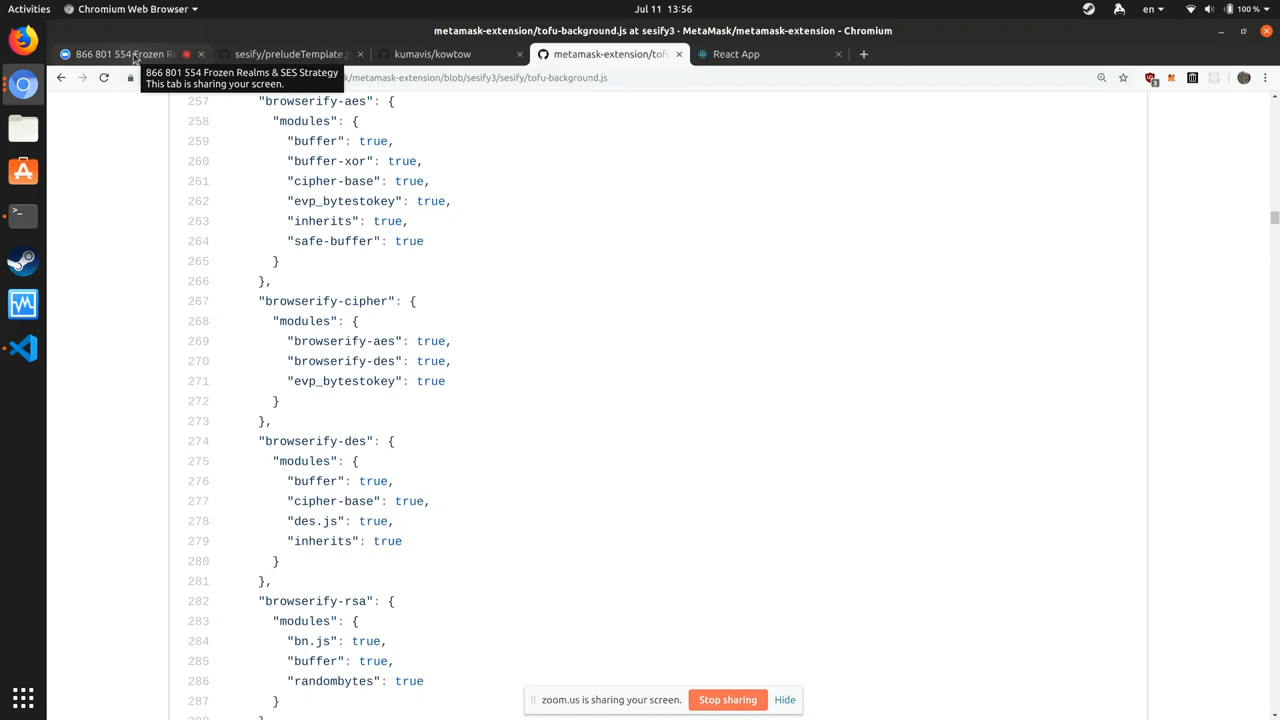 Activities
Chromium Web Browser
Jul 11 13:56
en
100 %
metamask-extension/tofu-background.js at sesify3 · MetaMask/metamask-extension - Chromium
866 801 554 Frozen Re
sesify/preludeTemplate.j
kumavis/kowtow
metamask-extension/tofu
React App
866 801 554 Frozen Realms & SES Strategy
This tab is sharing your screen.
k/metamask-extension/blob/sesify3/sesify/tofu-background.js
3
257 "browserify-aes": {
258 "modules": {
259 "buffer": true,
260 "buffer-xor": true,
261 "cipher-base": true,
262 "evp_bytestokey": true,
263 "inherits": true,
264 "safe-buffer": true
265 }
266 },
267 "browserify-cipher": {
268 "modules": {
269 "browserify-aes": true,
270 "browserify-des": true,
271 "evp_bytestokey": true
272 }
273 },
274 "browserify-des": {
275 "modules": {
276 "buffer": true,
277 "cipher-base": true,
278 "des.js": true,
279 "inherits": true
280 }
281 },
282 "browserify-rsa": {
283 "modules": {
284 "bn.js": true,
285 "buffer": true,
286 "randombytes": true
287 }
zoom.us is sharing your screen.
Stop sharing
Hide